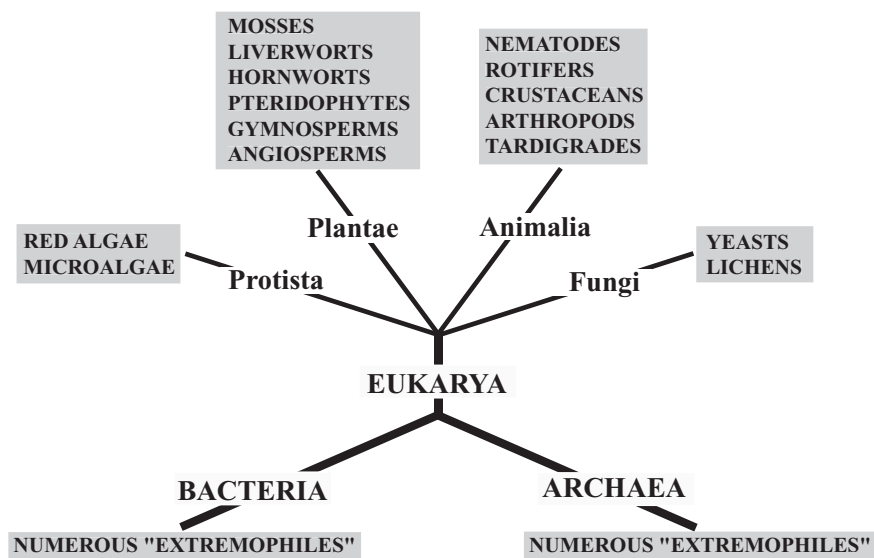 MOSSES
LIVERWORTS
HORNWORTS
PTERIDOPHYTES
GYMNOSPERMS
ANGIOSPERMS
NEMATODES
ROTIFERS
CRUSTACEANS
ARTHROPODS
TARDIGRADES
Plantae
Animalia
RED ALGAE
MICROALGAE
YEASTS
LICHENS
Protista
Fungi
EUKARYA
BACTERIA
ARCHAEA
NUMEROUS "EXTREMOPHILES"
NUMEROUS "EXTREMOPHILES"